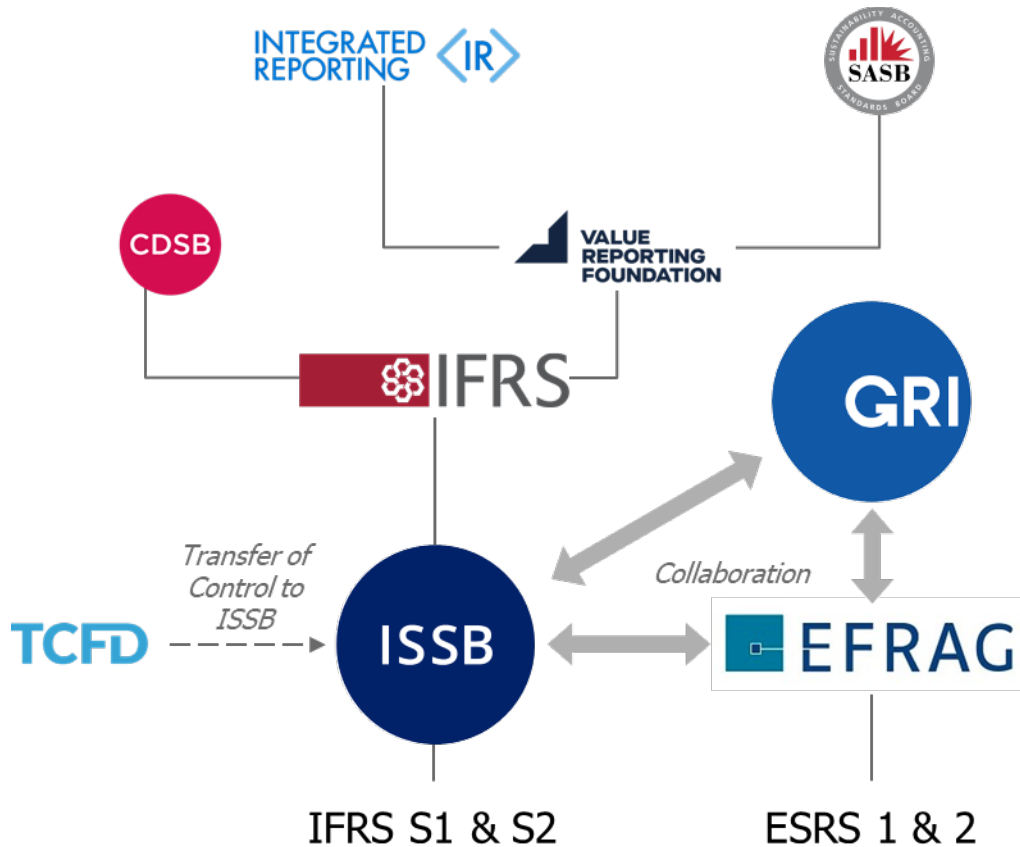 INTEGRATED
REPORTING <IR>
SUSTAINABILITY ACCOUNTING
SASB
STANDARDS BOARD
CDSB
VALUE
REPORTING
FOUNDATION
IFRS
GRI
Transfer of
Control to
ISSB
Collaboration
TCFD
ISSB
EFRAG
IFRS S1 & S2
ESRS 1 & 2